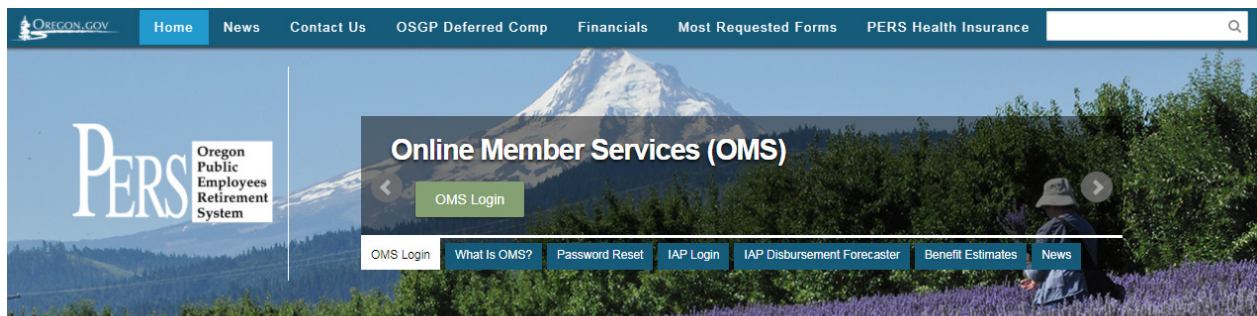 OREGON.GOV Home News Contact Us OSGP Deferred Comp Financials Most Requested Forms PERS Health Insurance
PERS
Oregon
Public
Employees
Retirement
System
Online Member Services (OMS)
OMS Login
OMS Login What Is OMS? Password Reset IAP Login IAP Disbursement Forecaster Benefit Estimates News